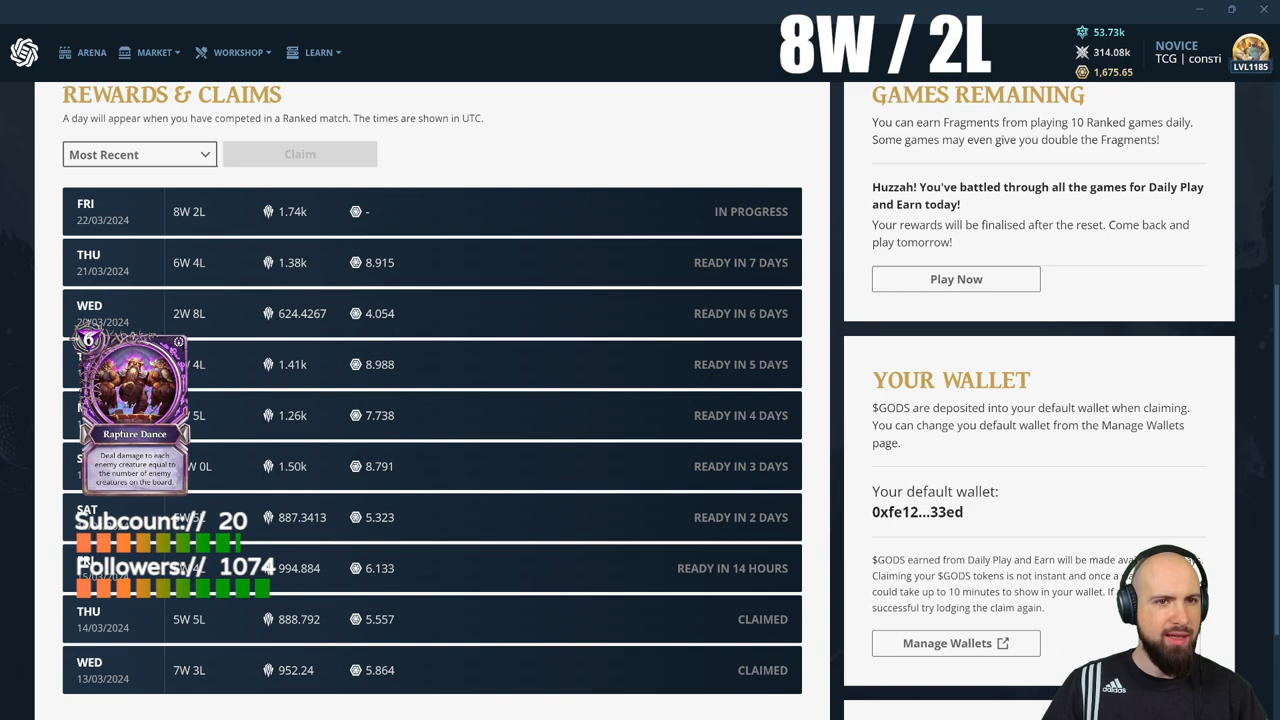 8W / 2L
ARENA
MARKET
WORKSHOP
LEARN
53.73k
314.08k
1,675.65
NOVICE
TCG | consti
LVL1185
REWARDS & CLAIMS
A day will appear when you have competed in a Ranked match. The times are shown in UTC.
Most Recent
Claim
FRI
22/03/2024
8W 2L
1.74k
-
IN PROGRESS
THU
21/03/2024
6W 4L
1.38k
8.915
READY IN 7 DAYS
WED
20/03/2024
2W 8L
624.4267
4.054
READY IN 6 DAYS
4L
1.41k
8.988
READY IN 5 DAYS
5L
1.26k
7.738
READY IN 4 DAYS
W 0L
1.50k
8.791
READY IN 3 DAYS
SAT
887.3413
5.323
READY IN 2 DAYS
994.884
6.133
READY IN 14 HOURS
THU
14/03/2024
5W 5L
888.792
5.557
CLAIMED
WED
13/03/2024
7W 3L
952.24
5.864
CLAIMED
6
Rapture Dance
Deal damage to each
enemy creature equal to
the number of enemy
creatures on the board.
Subcount:// 20
Followers:// 1074
GAMES REMAINING
You can earn Fragments from playing 10 Ranked games daily.
Some games may even give you double the Fragments!
Huzzah! You've battled through all the games for Daily Play
and Earn today!
Your rewards will be finalised after the reset. Come back and
play tomorrow!
Play Now
YOUR WALLET
$GODS are deposited into your default wallet when claiming.
You can change you default wallet from the Manage Wallets
page.
Your default wallet:
0xfe12...33ed
$GODS earned from Daily Play and Earn will be made
Claiming your $GODS tokens is not instant and once a
could take up to 10 minutes to show in your wallet. If
successful try lodging the claim again.
Manage Wallets
adidas